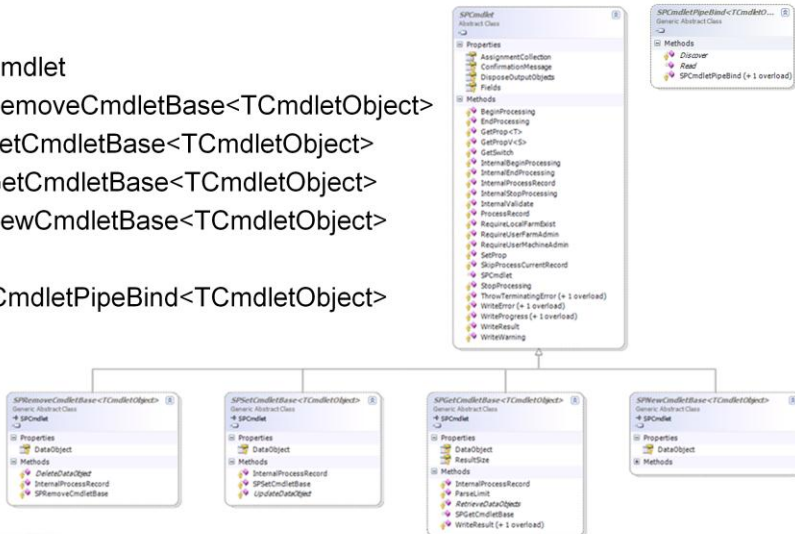 mdlet
emoveCmdletBase<TCmdletObject>
etCmdletBase<TCmdletObject>
etCmdletBase<TCmdletObject>
ewCmdletBase<TCmdletObject>
CmdletPipeBind<TCmdletObject>
SPCmdlet
Abstract Class
Properties
AssignmentCollection
ConfirmationMessage
DisposeOutputObjects
Fields
Methods
BeginProcessing
EndProcessing
GetProp<T>
GetPropV<S>
GetSwitch
InternalBeginProcessing
InternalEndProcessing
InternalProcessRecord
InternalStopProcessing
InternalValidate
ProcessRecord
RequireLocalFarmExist
RequireUserFarmAdmin
RequireUserMachineAdmin
SetProp
SkipProcessCurrentRecord
SPCmdlet
StopProcessing
ThrowTerminatingError (+ 1 overload)
WriteError (+ 1 overload)
WriteProgress (+ 1 overload)
WriteResult
WriteWarning
SPCmdletPipeBind<TCmdletO...
Generic Abstract Class
Methods
Discover
Read
SPCmdletPipeBind (+ 1 overload)
SPRemoveCmdletBase<TCmdletObject>
Generic Abstract Class
SPCmdlet
Properties
DataObject
Methods
DeleteDataObject
InternalProcessRecord
SPRemoveCmdletBase
SPSetCmdletBase<TCmdletObject>
Generic Abstract Class
SPCmdlet
Properties
DataObject
Methods
InternalProcessRecord
SPSetCmdletBase
UpdateDataObject
SPGetCmdletBase<TCmdletObject>
Generic Abstract Class
SPCmdlet
Properties
DataObject
ResultSize
Methods
InternalProcessRecord
ParseLimit
RetrieveDataObjects
SPGetCmdletBase
WriteResult (+ 1 overload)
SPNewCmdletBase<TCmdletObject>
Generic Abstract Class
SPCmdlet
Properties
DataObject
Methods